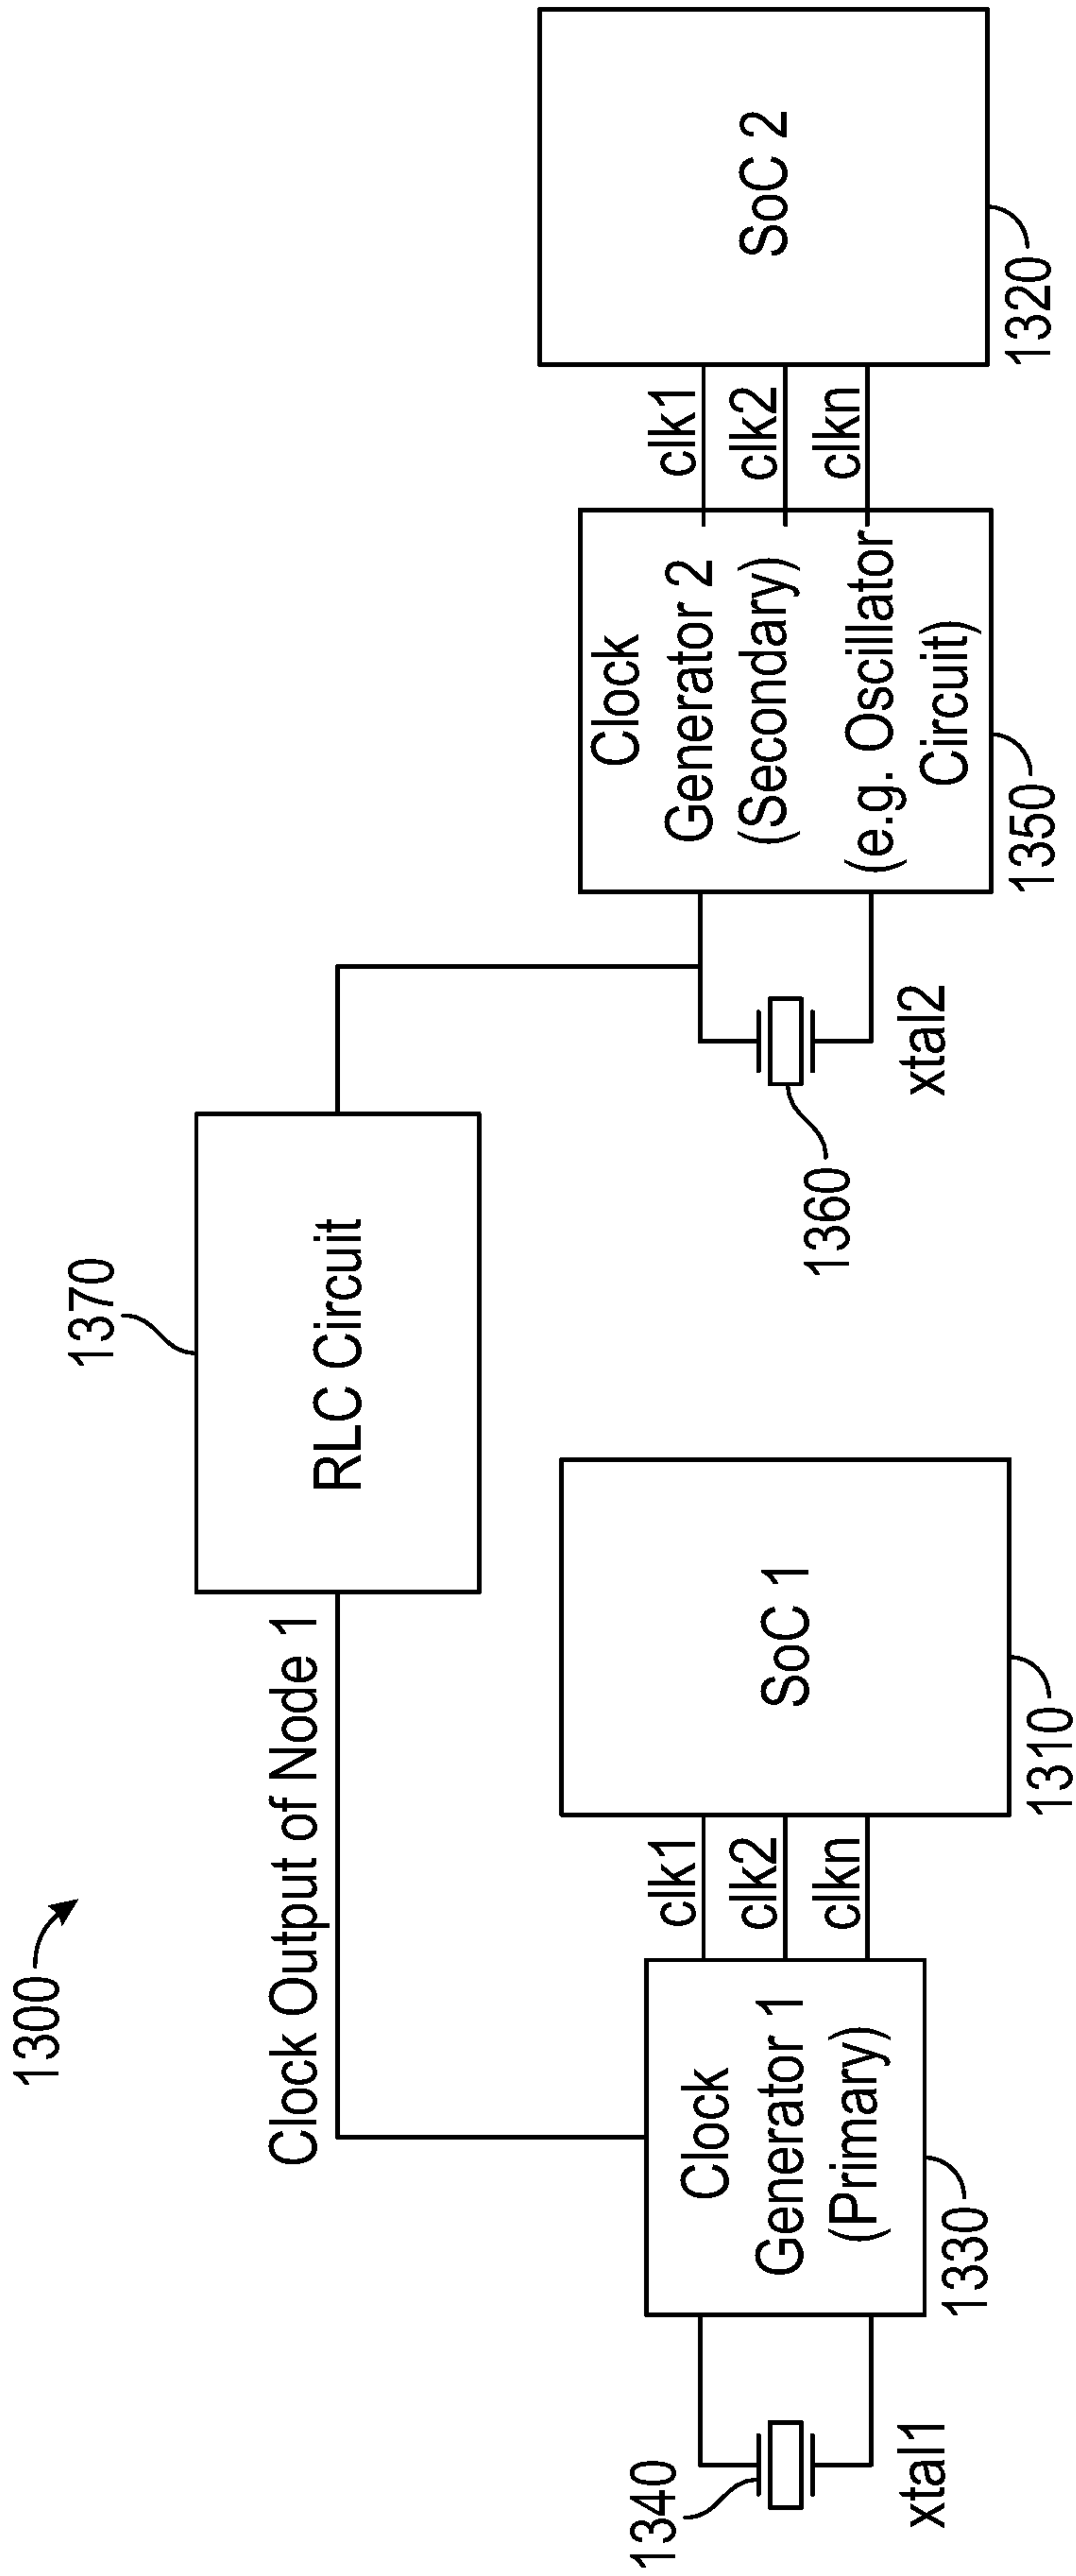 1300
Clock Output of Node 1
1370
RLC Circuit
1340
xtal1
Clock
Generator 1
(Primary)
1330
clk1
clk2
clkn
SoC 1
1310
1360
xtal2
Clock
Generator 2
(Secondary)
(e.g. Oscillator
Circuit)
1350
clk1
clk2
clkn
SoC 2
1320